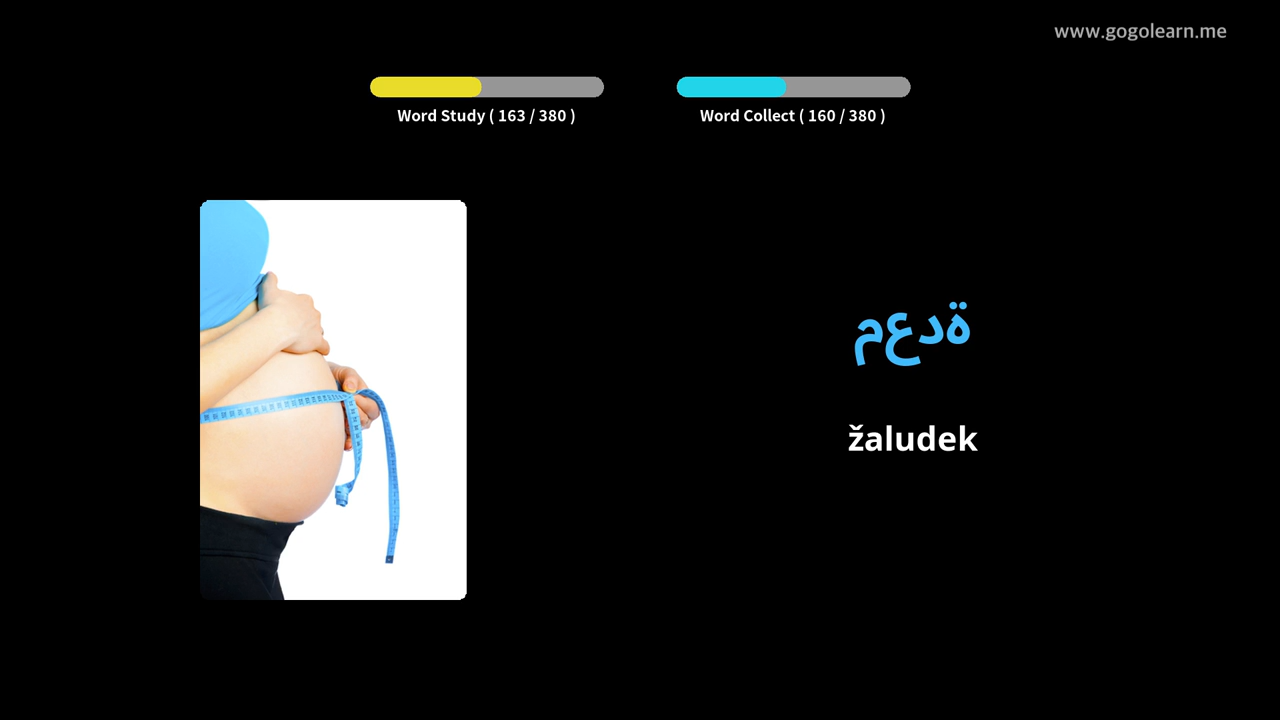 www.gogolearn.me
Word Study ( 163 / 380 )
Word Collect ( 160 / 380 )
معدة
žaludek